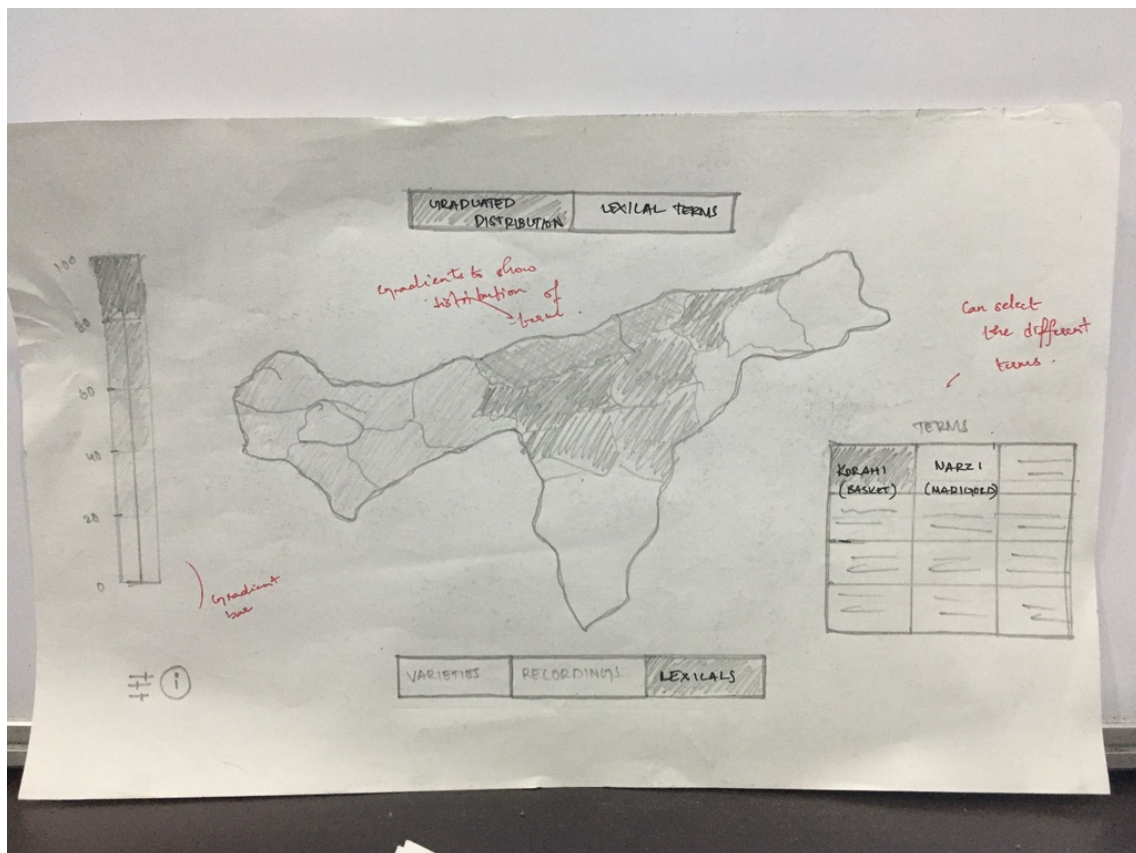 GRADUATED
DISTRIBUTION
LEXICAL TERMS
gradients to show
distribution of
term
100
80
60
40
20
0
gradient
bar
Can select
the different
terms.
TERMS
KORAHI
(BASKET)
NARZI
(MARIGOLD)
i
VARIETIES
RECORDINGS
LEXICALS